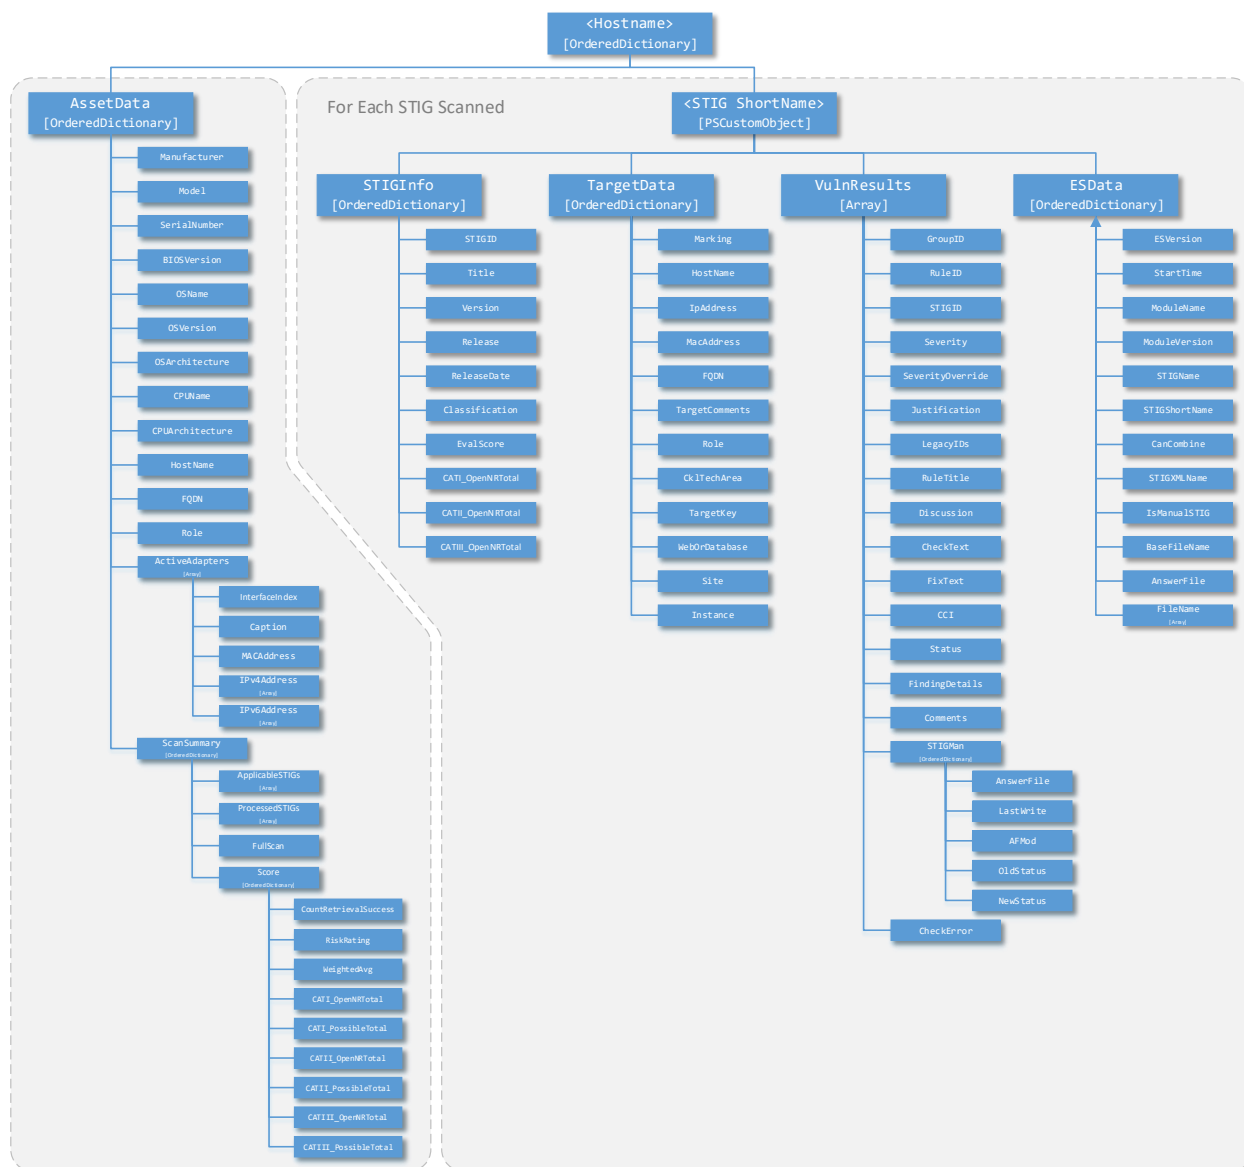 <Hostname>
[OrderedDictionary]
AssetData
[OrderedDictionary]
Manufacturer
Model
SerialNumber
BIOSVersion
OSName
OSVersion
OSArchitecture
CPUName
CPUArchitecture
HostName
FQDN
Role
ActiveAdapters
[Array]
InterfaceIndex
Caption
MACAddress
IPv4Address
[Array]
IPv6Address
[Array]
ScanSummary
[OrderedDictionary]
ApplicableSTIGs
[Array]
ProcessedSTIGs
[Array]
FullScan
Score
[OrderedDictionary]
CountRetrievalSuccess
RiskRating
WeightedAvg
CATI_OpenNRTotal
CATI_PossibleTotal
CATII_OpenNRTotal
CATII_PossibleTotal
CATIII_OpenNRTotal
CATIII_PossibleTotal
For Each STIG Scanned
<STIG ShortName>
[PSCustomObject]
STIGInfo
[OrderedDictionary]
STIGID
Title
Version
Release
ReleaseDate
Classification
EvalScore
CATI_OpenNRTotal
CATII_OpenNRTotal
CATIII_OpenNRTotal
TargetData
[OrderedDictionary]
Marking
HostName
IpAddress
MacAddress
FQDN
TargetComments
Role
CklTechArea
TargetKey
WebOrDatabase
Site
Instance
VulnResults
[Array]
GroupID
RuleID
STIGID
Severity
SeverityOverride
Justification
LegacyIDs
RuleTitle
Discussion
CheckText
FixText
CCI
Status
FindingDetails
Comments
STIGMan
[OrderedDictionary]
AnswerFile
LastWrite
AFMod
OldStatus
NewStatus
CheckError
ESData
[OrderedDictionary]
ESVersion
StartTime
ModuleName
ModuleVersion
STIGName
STIGShortName
CanCombine
STIGXMLName
IsManualSTIG
BaseFileName
AnswerFile
FileName
[Array]